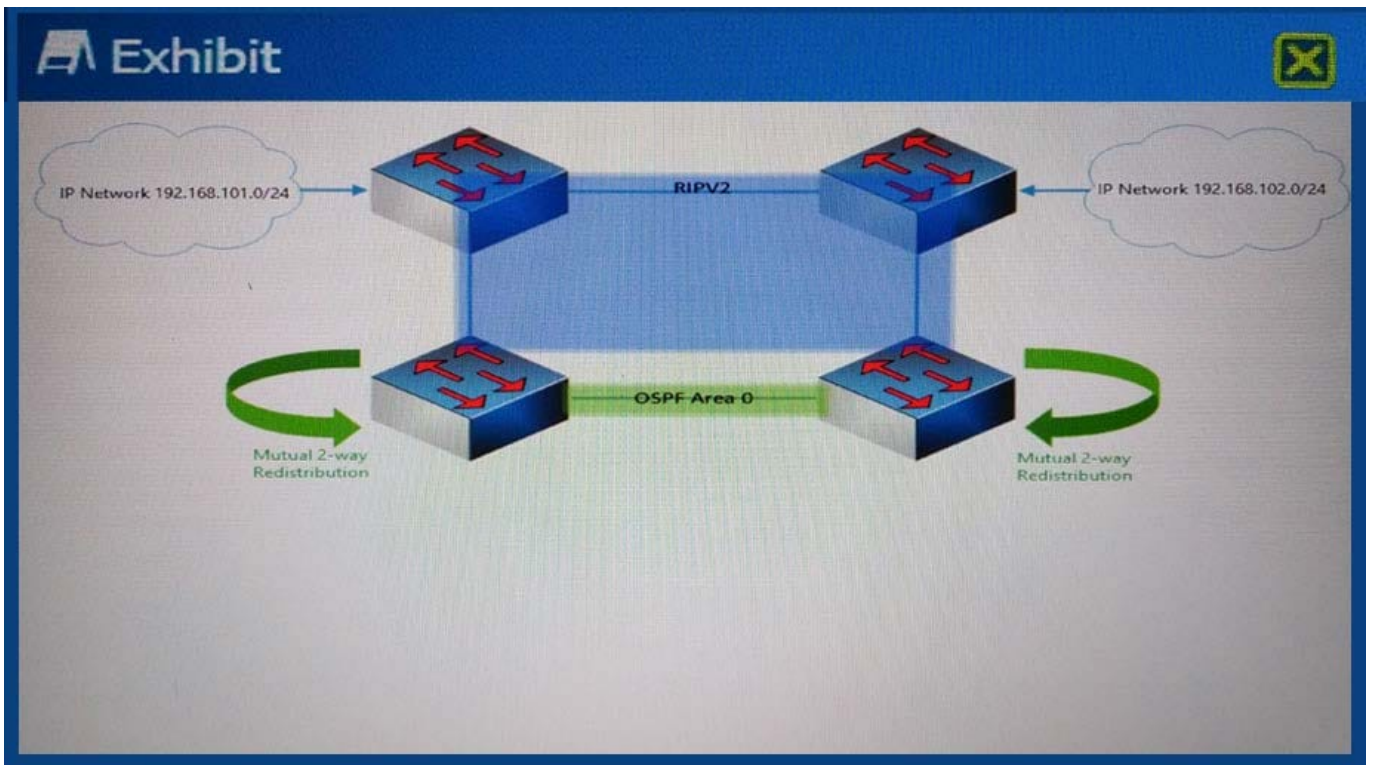 Exhibit
IP Network 192.168.101.0/24
RIPV2
IP Network 192.168.102.0/24
OSPF Area 0
Mutual 2-way
Redistribution
Mutual 2-way
Redistribution